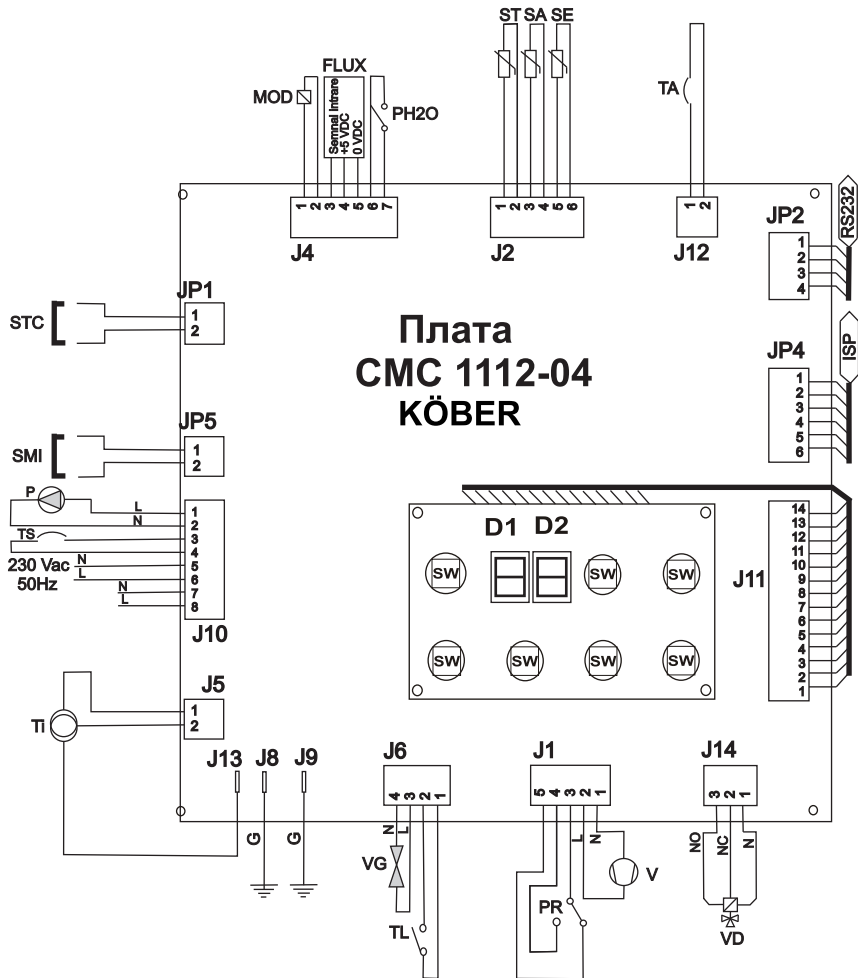 ST SA SE
FLUX
MOD
Semnal Intrare
+5 VDC
0 VDC
PH2O
TA
1 2 3 4 5 6 7
J4
1 2 3 4 5 6
J2
1 2
J12
JP2
1
2
3
4
RS232
STC
JP1
1
2
Плата
СМС 1112-04
KÖBER
JP4
1
2
3
4
5
6
ISP
SMI
JP5
1
2
P
L
N
TS
230 Vac
50Hz
N
L
N
L
1
2
3
4
5
6
7
8
J10
D1 D2
SW SW SW
SW SW SW SW
J11
14
13
12
11
10
9
8
7
6
5
4
3
2
1
Ti
J5
1
2
J13 J8 J9
G G
J6
4 3 2 1
N L
VG
TL
J1
5 4 3 2 1
L N
PR
V
J14
3 2 1
NO NC N
VD